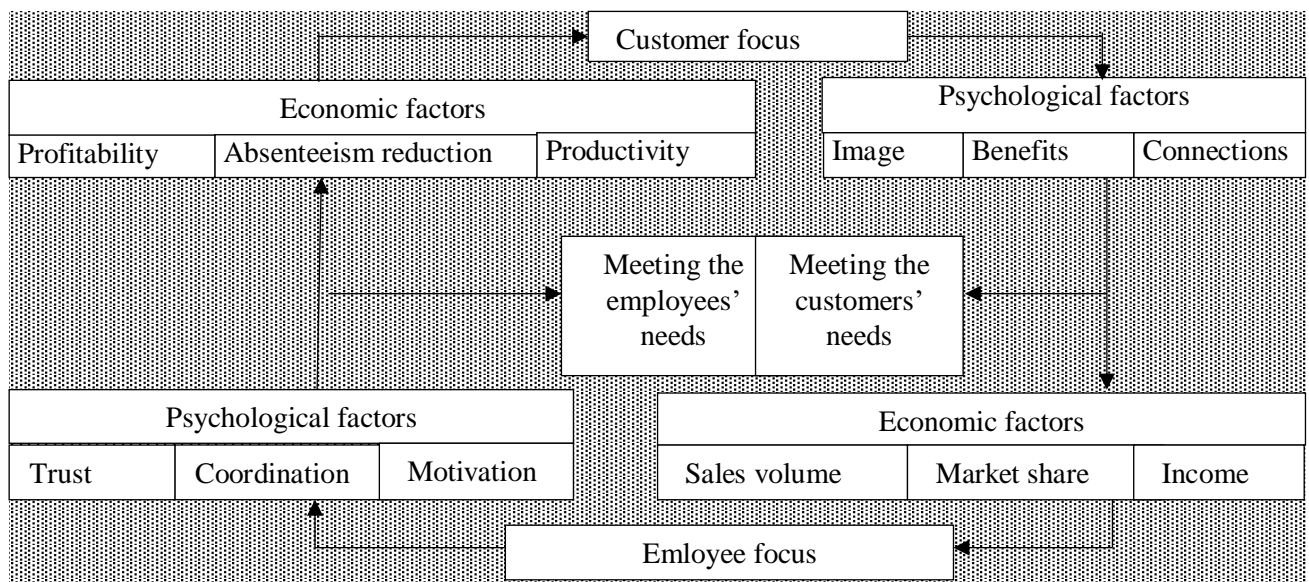 Customer focus
Economic factors
Profitability Absenteeism reduction Productivity
Psychological factors
Image Benefits Connections
Meeting the
employees’
needs
Meeting the
customers’
needs
Psychological factors
Trust Coordination Motivation
Economic factors
Sales volume Market share Income
Emloyee focus